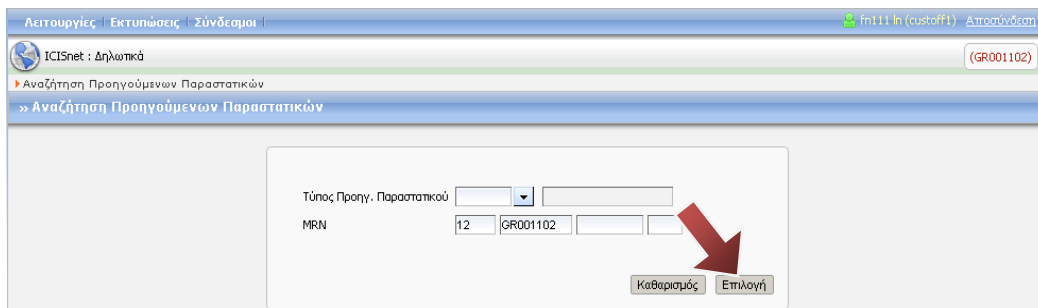 Λειτουργίες | Εκτυπώσεις | Σύνδεσμοι | fn111 ln (custoff1) Αποσύνδεση
ICISnet : Δηλωτικά (GR001102)
Αναζήτηση Προηγούμενων Παραστατικών
» Αναζήτηση Προηγούμενων Παραστατικών
Τύπος Προηγ. Παραστατικού
MRN 12 GR001102
Καθαρισμός Επιλογή